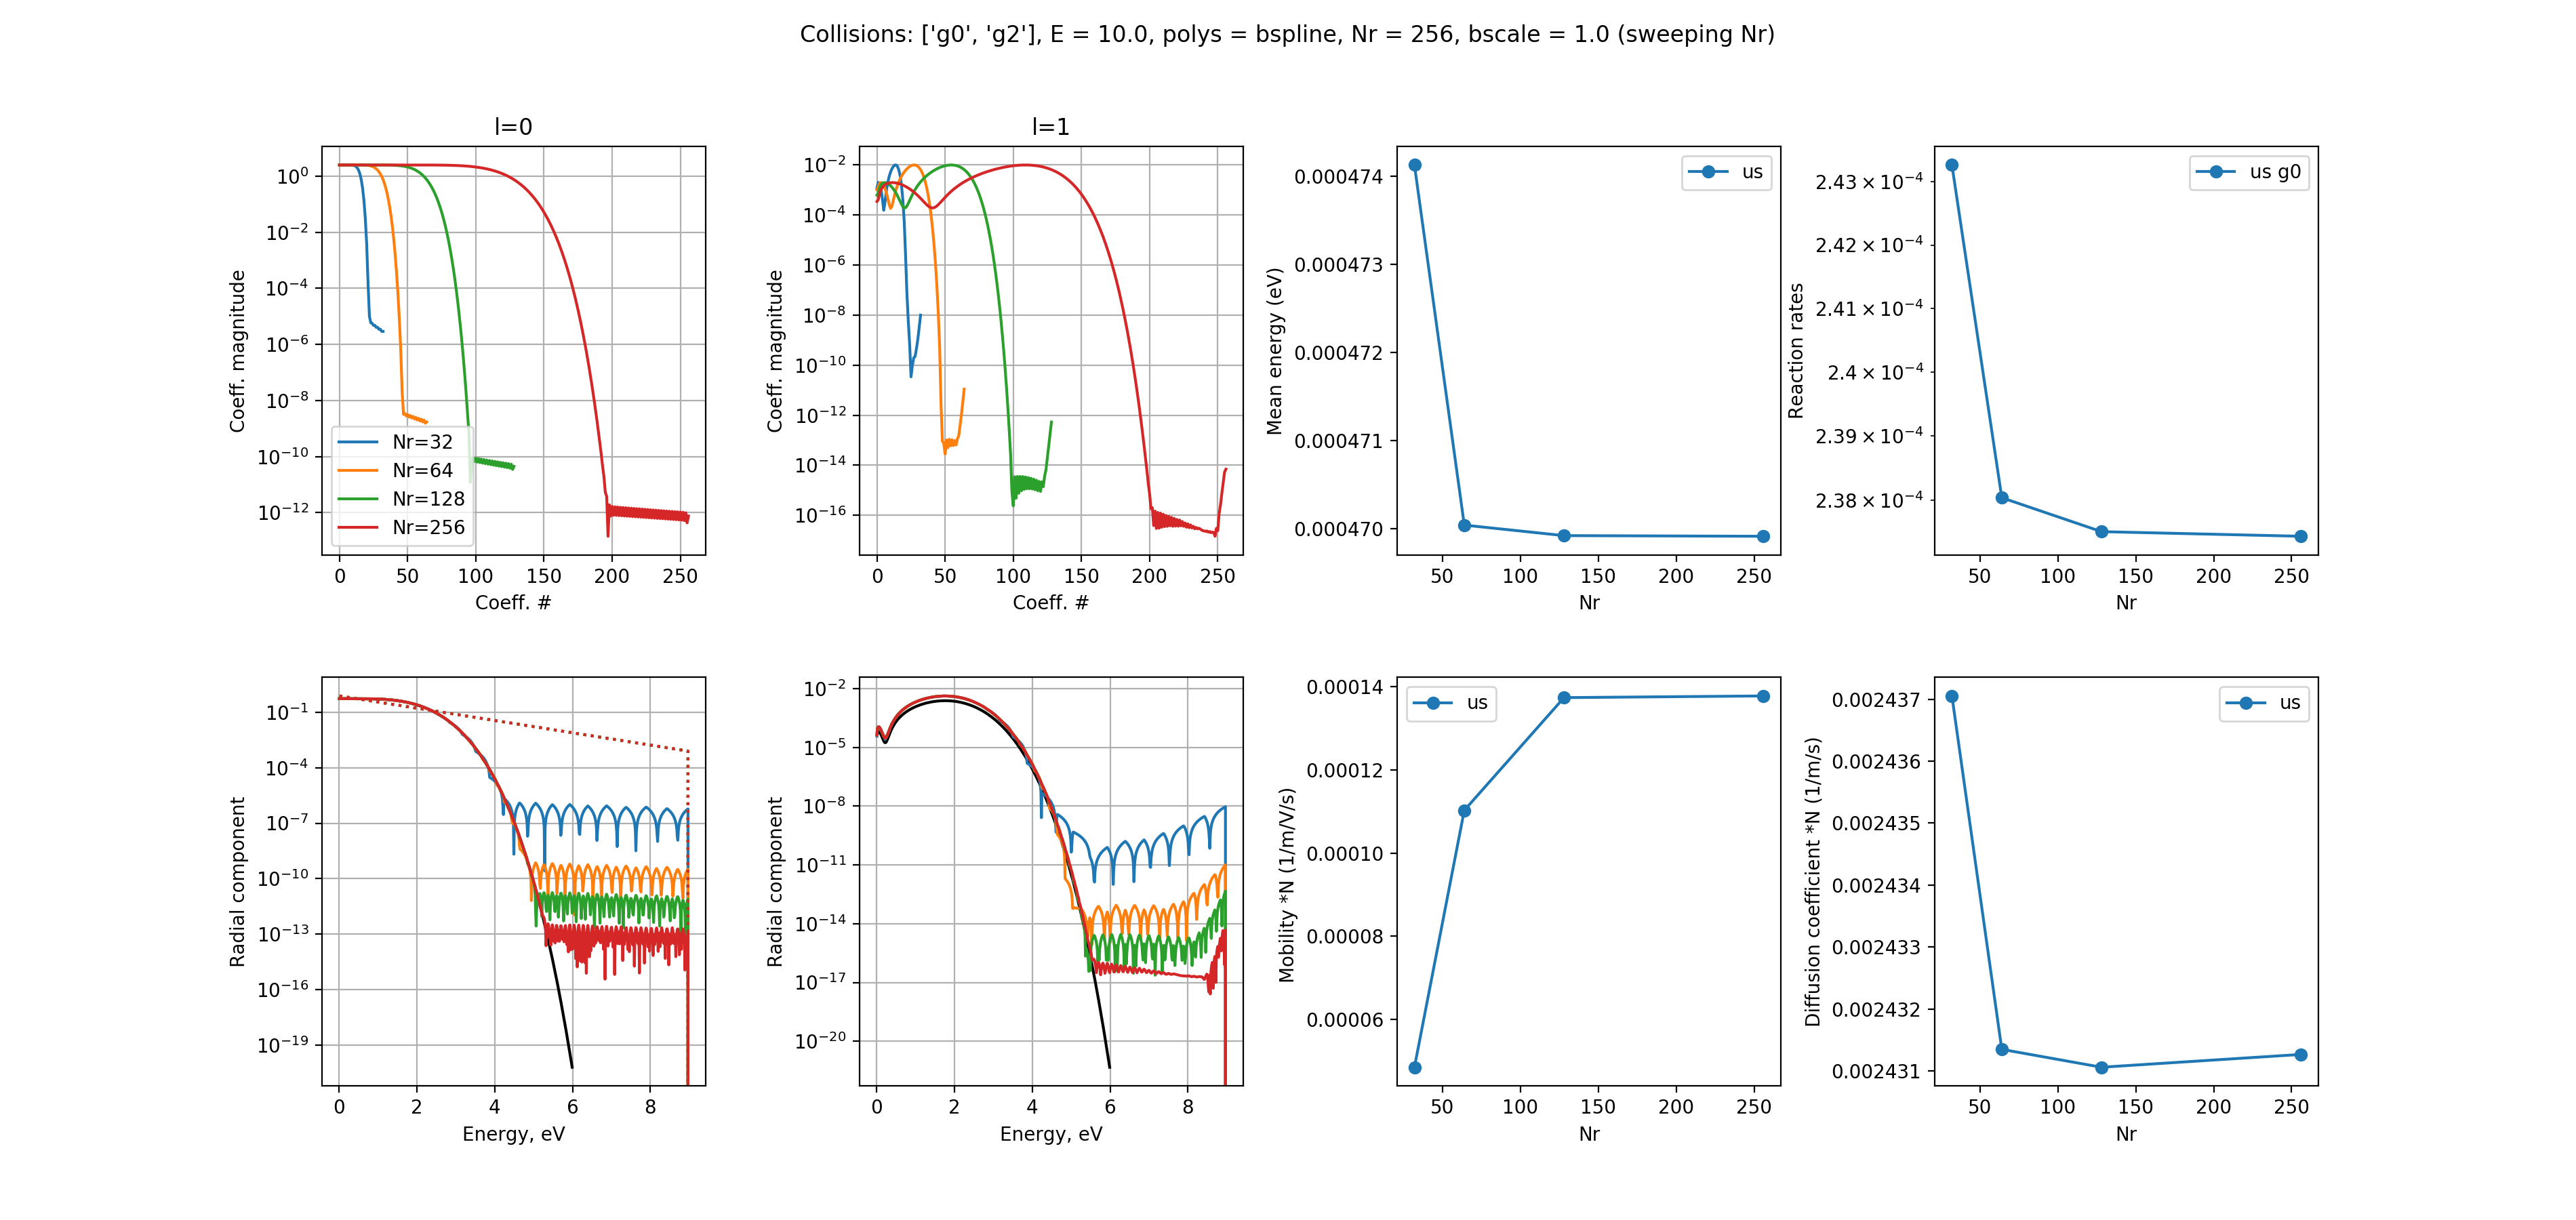 Collisions: ['g0', 'g2'], E = 10.0, polys = bspline, Nr = 256, bscale = 1.0 (sweeping Nr)
l=0
Coeff. magnitude
10⁰
10⁻²
10⁻⁴
10⁻⁶
10⁻⁸
10⁻¹⁰
10⁻¹²
Nr=32
Nr=64
Nr=128
Nr=256
0 50 100 150 200 250
Coeff. #
l=1
Coeff. magnitude
10⁻²
10⁻⁴
10⁻⁶
10⁻⁸
10⁻¹⁰
10⁻¹²
10⁻¹⁴
10⁻¹⁶
0 50 100 150 200 250
Coeff. #
Mean energy (eV)
0.000474
0.000473
0.000472
0.000471
0.000470
us
50 100 150 200 250
Nr
Reaction rates
2.43 × 10⁻⁴
2.42 × 10⁻⁴
2.41 × 10⁻⁴
2.4 × 10⁻⁴
2.39 × 10⁻⁴
2.38 × 10⁻⁴
us g0
50 100 150 200 250
Nr
Radial component
10⁻¹
10⁻⁴
10⁻⁷
10⁻¹⁰
10⁻¹³
10⁻¹⁶
10⁻¹⁹
0 2 4 6 8
Energy, eV
Radial component
10⁻²
10⁻⁵
10⁻⁸
10⁻¹¹
10⁻¹⁴
10⁻¹⁷
10⁻²⁰
0 2 4 6 8
Energy, eV
Mobility *N (1/m/V/s)
0.00014
0.00012
0.00010
0.00008
0.00006
us
50 100 150 200 250
Nr
Diffusion coefficient *N (1/m/s)
0.002437
0.002436
0.002435
0.002434
0.002433
0.002432
0.002431
us
50 100 150 200 250
Nr